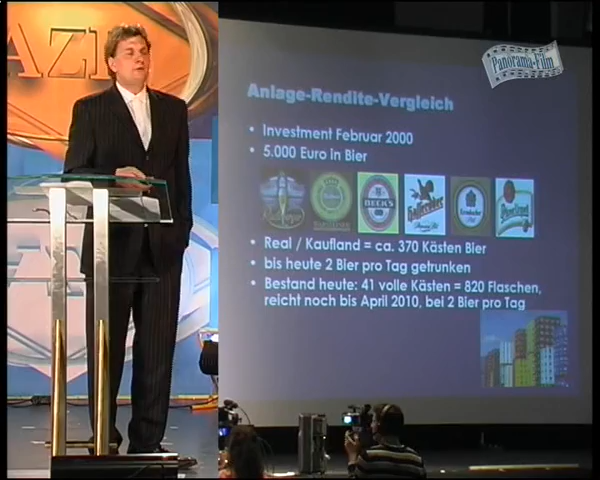 AZI
Panorama-Film
Anlage-Rendite-Vergleich
• Investment Februar 2000
• 5.000 Euro in Bier
BECK'S
• Real / Kaufland = ca. 370 Kästen Bier
• bis heute 2 Bier pro Tag getrunken
• Bestand heute: 41 volle Kästen = 820 Flaschen,
reicht noch bis April 2010, bei 2 Bier pro Tag